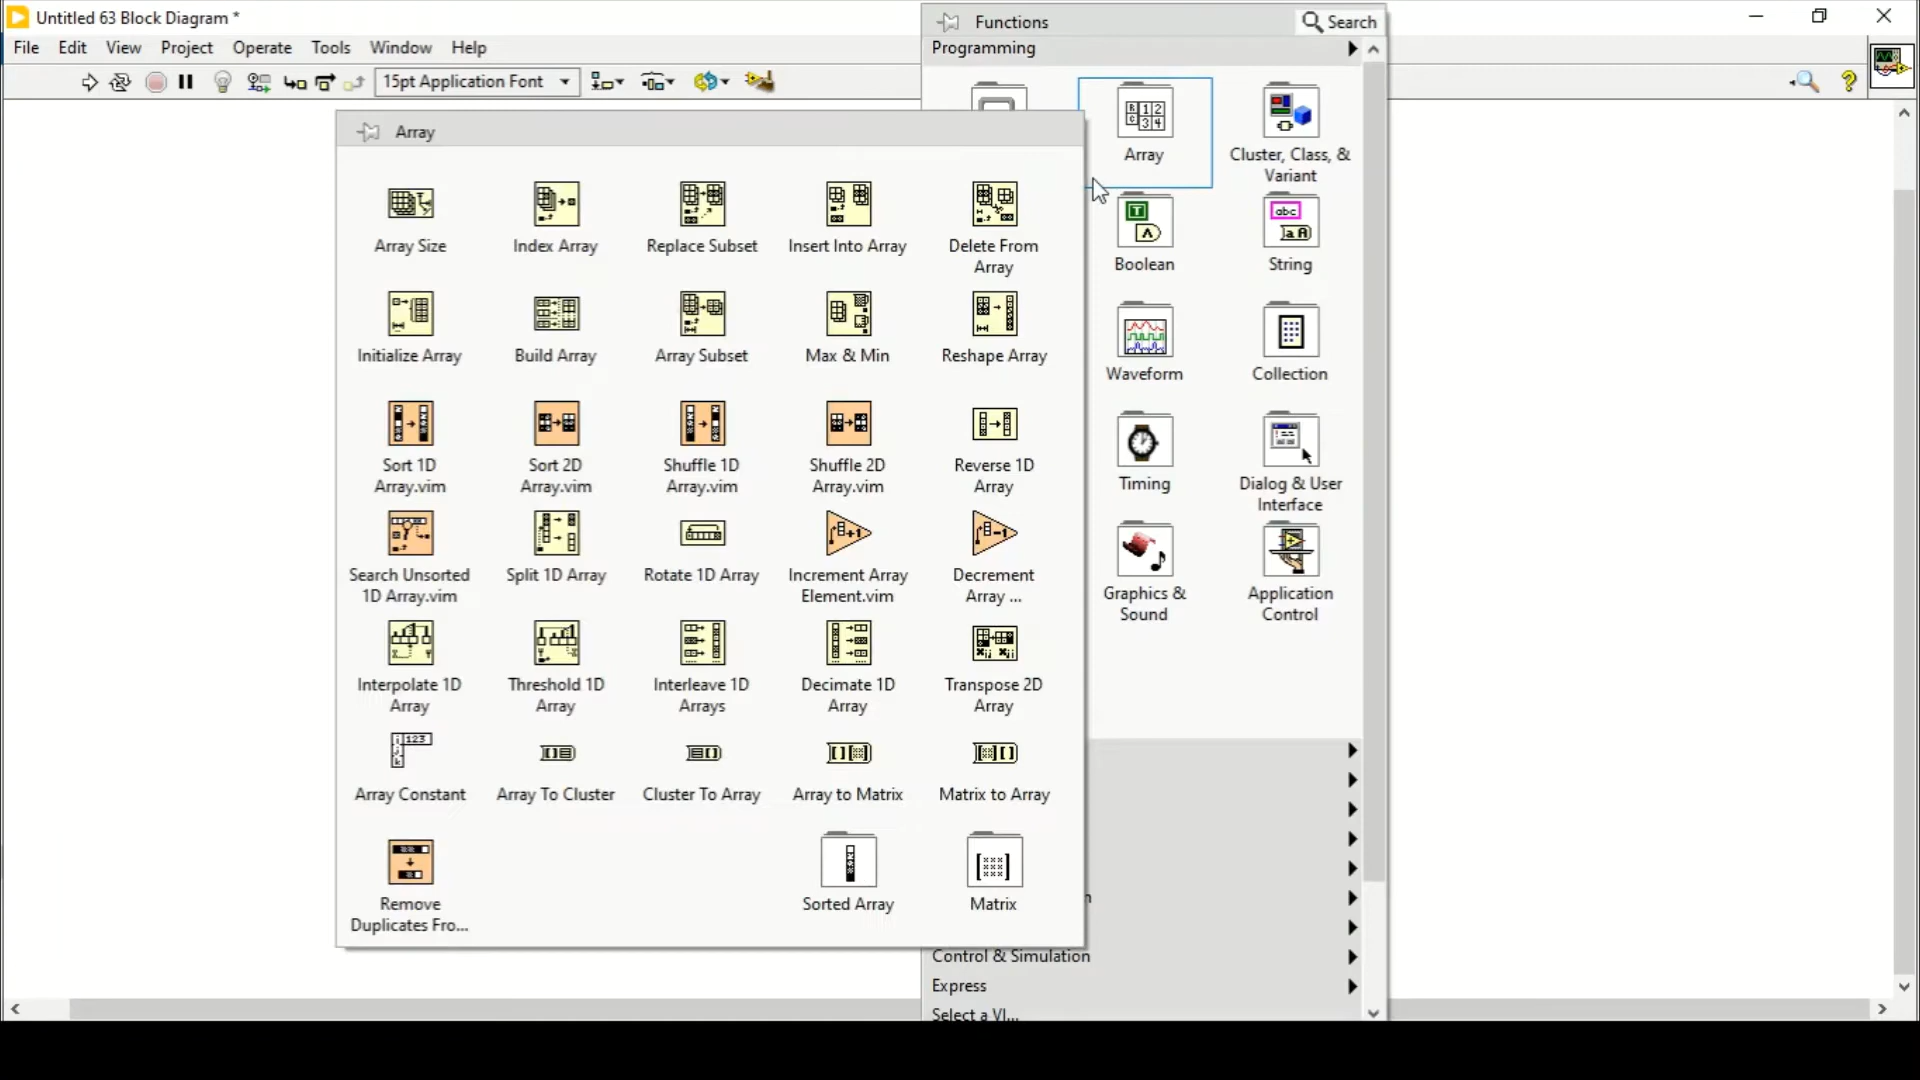 Untitled 63 Block Diagram *
File Edit View Project Operate Tools Window Help
15pt Application Font
Functions
Search
Programming
Array
Cluster, Class, &
Variant
Boolean
String
Waveform
Collection
Timing
Dialog & User
Interface
Graphics &
Sound
Application
Control
Array
Array Size
Index Array
Replace Subset
Insert Into Array
Delete From
Array
Initialize Array
Build Array
Array Subset
Max & Min
Reshape Array
Sort 1D
Array.vim
Sort 2D
Array.vim
Shuffle 1D
Array.vim
Shuffle 2D
Array.vim
Reverse 1D
Array
Search Unsorted
1D Array.vim
Split 1D Array
Rotate 1D Array
Increment Array
Element.vim
Decrement
Array ...
Interpolate 1D
Array
Threshold 1D
Array
Interleave 1D
Arrays
Decimate 1D
Array
Transpose 2D
Array
Array Constant
Array To Cluster
Cluster To Array
Array to Matrix
Matrix to Array
Remove
Duplicates Fro...
Sorted Array
Matrix
Control & Simulation
Express
Select a VI...